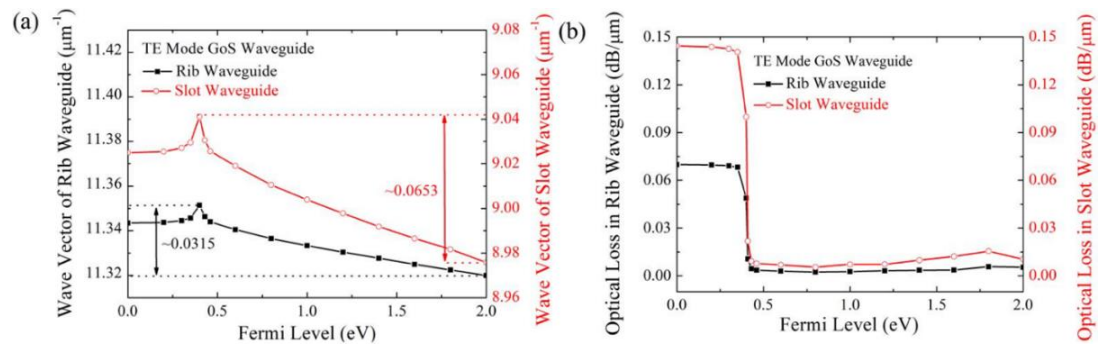 (a)
Wave Vector of Rib Waveguide (μm⁻¹)
11.42
11.40
11.38
11.36
11.34
11.32
TE Mode GoS Waveguide
Rib Waveguide
Slot Waveguide
~0.0315
~0.0653
9.08
9.06
9.04
9.02
9.00
8.98
8.96
Wave Vector of Slot Waveguide (μm⁻¹)
0.0 0.5 1.0 1.5 2.0
Fermi Level (eV)
(b)
Optical Loss in Rib Waveguide (dB/μm)
0.15
0.12
0.09
0.06
0.03
0.00
TE Mode GoS Waveguide
Rib Waveguide
Slot Waveguide
0.15
0.12
0.09
0.06
0.03
0.00
Optical Loss in Slot Waveguide (dB/μm)
0.0 0.5 1.0 1.5 2.0
Fermi Level (eV)